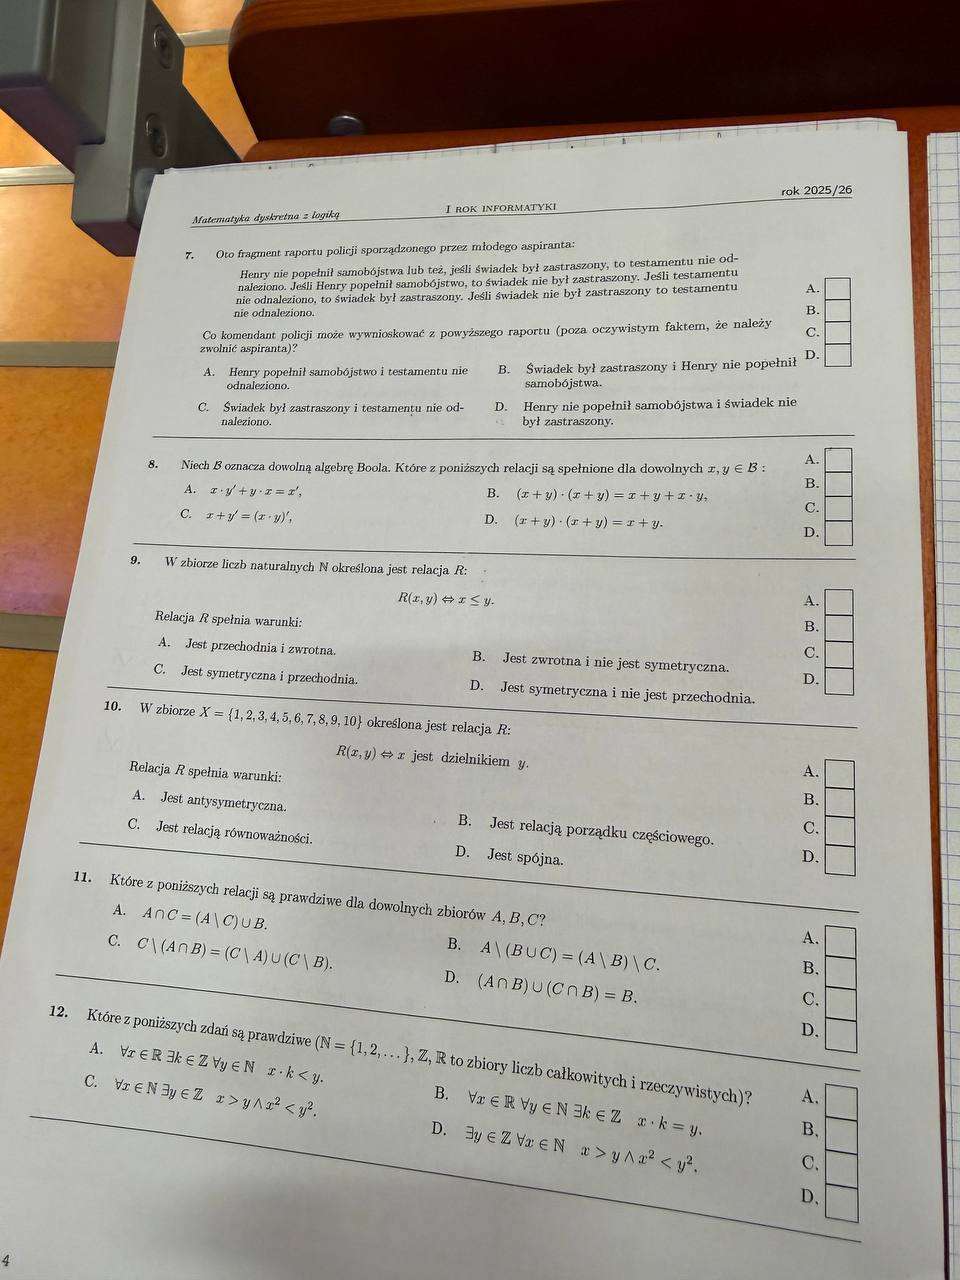 Matematyka dyskretna z logiką
I ROK INFORMATYKI
rok 2025/26
7. Oto fragment raportu policji sporządzonego przez młodego aspiranta:
Henry nie popełnił samobójstwa lub też, jeśli świadek był zastraszony, to testamentu nie od-
naleziono. Jeśli Henry popełnił samobójstwo, to świadek nie był zastraszony. Jeśli testamentu
nie odnaleziono, to świadek był zastraszony. Jeśli świadek nie był zastraszony to testamentu
nie odnaleziono.
Co komendant policji może wywnioskować z powyższego raportu (poza oczywistym faktem, że należy
zwolnić aspiranta)?
A. Henry popełnił samobójstwo i testamentu nie
odnaleziono.
B. Świadek był zastraszony i Henry nie popełnił
samobójstwa.
C. Świadek był zastraszony i testamentu nie od-
naleziono.
D. Henry nie popełnił samobójstwa i świadek nie
był zastraszony.
A.
B.
C.
D.
8. Niech ℬ oznacza dowolną algebrę Boola. Które z poniższych relacji są spełnione dla dowolnych x, y ∈ ℬ :
A. x · y′ + y · x = x′,
B. (x + y) · (x + y) = x + y + x · y,
C. x + y′ = (x · y)′,
D. (x + y) · (x + y) = x + y.
A.
B.
C.
D.
9. W zbiorze liczb naturalnych ℕ określona jest relacja R:
R(x, y) ⇔ x ≤ y.
Relacja R spełnia warunki:
A. Jest przechodnia i zwrotna.
B. Jest zwrotna i nie jest symetryczna.
C. Jest symetryczna i przechodnia.
D. Jest symetryczna i nie jest przechodnia.
A.
B.
C.
D.
10. W zbiorze X = {1, 2, 3, 4, 5, 6, 7, 8, 9, 10} określona jest relacja R:
R(x, y) ⇔ x jest dzielnikiem y.
Relacja R spełnia warunki:
A. Jest antysymetryczna.
B. Jest relacją porządku częściowego.
C. Jest relacją równoważności.
D. Jest spójna.
A.
B.
C.
D.
11. Które z poniższych relacji są prawdziwe dla dowolnych zbiorów A, B, C?
A. A ∩ C = (A \ C) ∪ B.
B. A \ (B ∪ C) = (A \ B) \ C.
C. C \ (A ∩ B) = (C \ A) ∪ (C \ B).
D. (A ∩ B) ∪ (C ∩ B) = B.
A.
B.
C.
D.
12. Które z poniższych zdań są prawdziwe (ℕ = {1, 2, . . . }, ℤ, ℝ to zbiory liczb całkowitych i rzeczywistych)?
A. ∀x ∈ ℝ ∃k ∈ ℤ ∀y ∈ ℕ x · k < y.
B. ∀x ∈ ℝ ∀y ∈ ℕ ∃k ∈ ℤ x · k = y.
C. ∀x ∈ ℕ ∃y ∈ ℤ x > y ∧ x² < y².
D. ∃y ∈ ℤ ∀x ∈ ℕ x > y ∧ x² < y².
A.
B.
C.
D.
4